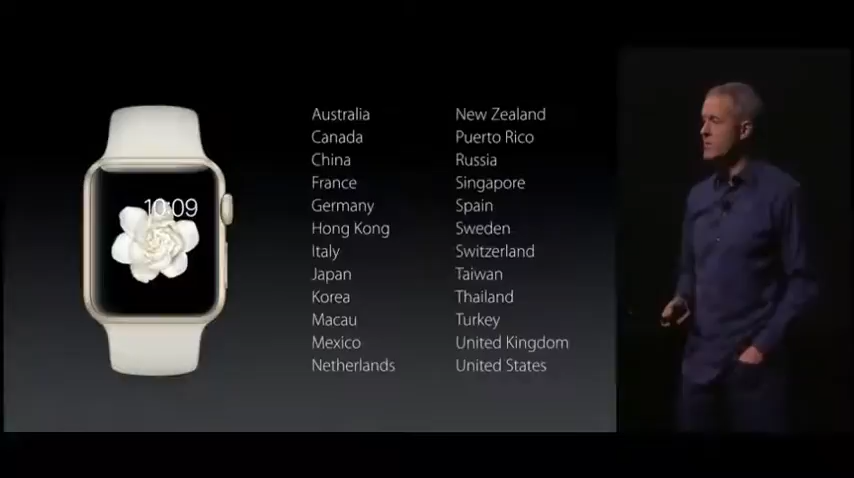 10:09
Australia
Canada
China
France
Germany
Hong Kong
Italy
Japan
Korea
Macau
Mexico
Netherlands
New Zealand
Puerto Rico
Russia
Singapore
Spain
Sweden
Switzerland
Taiwan
Thailand
Turkey
United Kingdom
United States